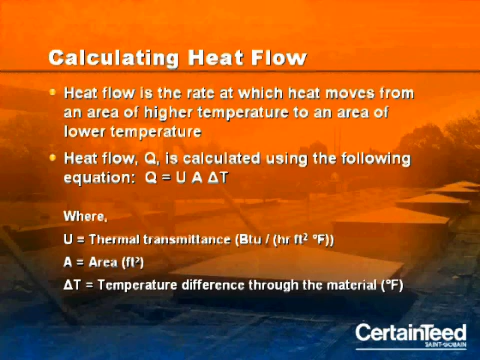 Calculating Heat Flow
• Heat flow is the rate at which heat moves from
an area of higher temperature to an area of
lower temperature
• Heat flow, Q, is calculated using the following
equation: Q = U A ΔT
Where,
U = Thermal transmittance (Btu / (hr ft² °F))
A = Area (ft²)
ΔT = Temperature difference through the material (°F)
CertainTeed
SAINT-GOBAIN